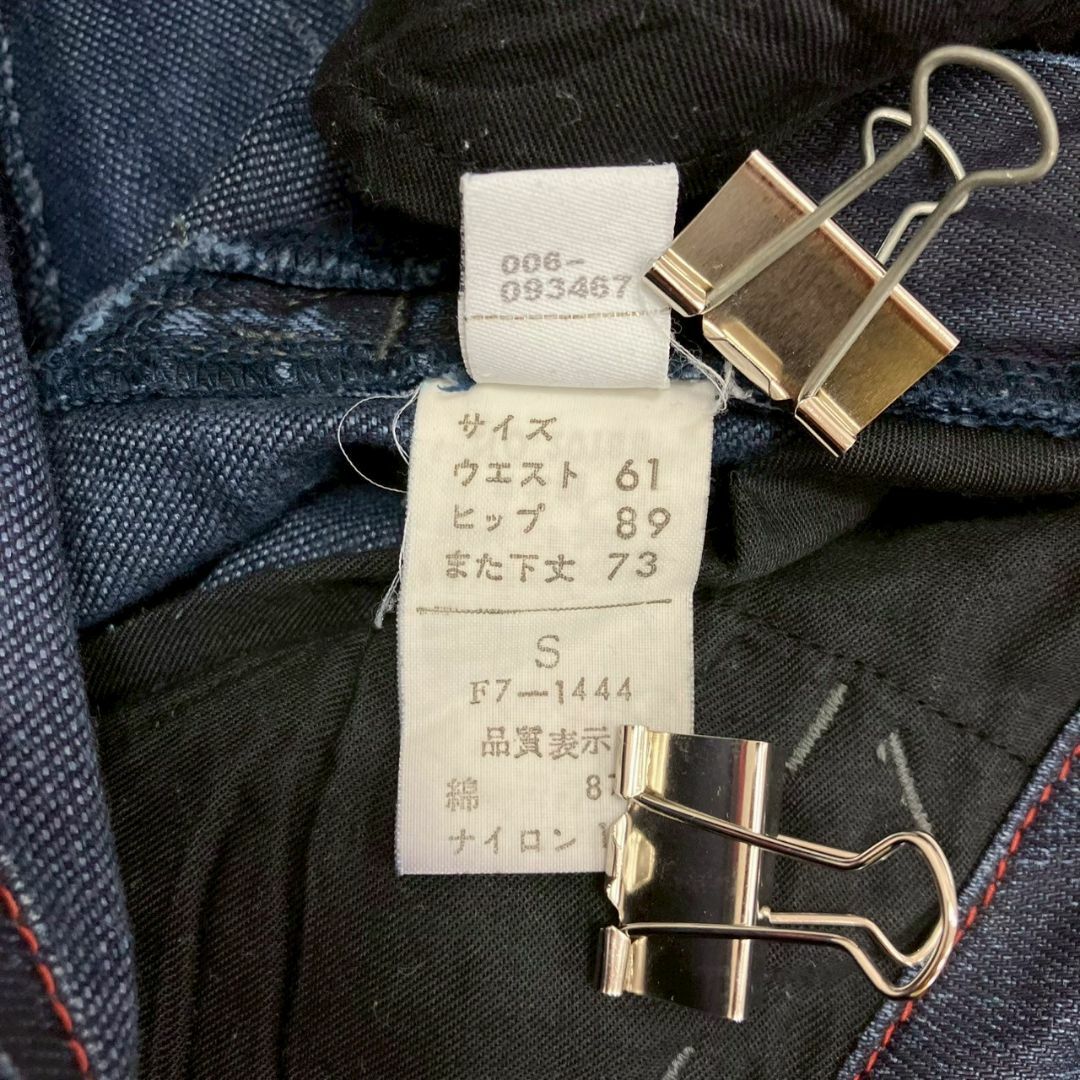 006-
093467
サイズ
ウエスト 61
ヒップ 89
また下丈 73
S
F7-1444
品質表示
綿
ナイロン